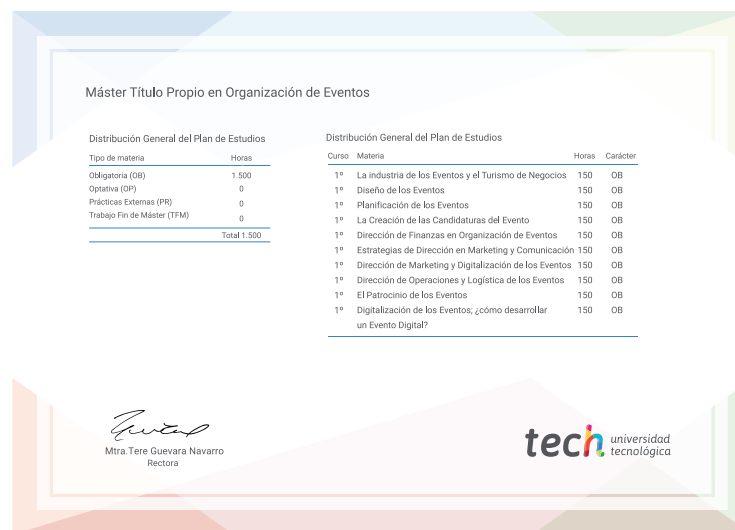 Máster Título Propio en Organización de Eventos
Distribución General del Plan de Estudios
Tipo de materia Horas
Obligatoria (OB) 1.500
Optativa (OP) 0
Prácticas Externas (PR) 0
Trabajo Fin de Máster (TFM) 0
Total 1.500
Distribución General del Plan de Estudios
Curso Materia Horas Carácter
1º La industria de los Eventos y el Turismo de Negocios 150 OB
1º Diseño de los Eventos 150 OB
1º Planificación de los Eventos 150 OB
1º La Creación de las Candidaturas del Evento 150 OB
1º Dirección de Finanzas en Organización de Eventos 150 OB
1º Estrategias de Dirección en Marketing y Comunicación 150 OB
1º Dirección de Marketing y Digitalización de los Eventos 150 OB
1º Dirección de Operaciones y Logística de los Eventos 150 OB
1º El Patrocinio de los Eventos 150 OB
1º Digitalización de los Eventos; ¿cómo desarrollar 150 OB
un Evento Digital?
Mtra.Tere Guevara Navarro
Rectora
tech universidad
tecnológica